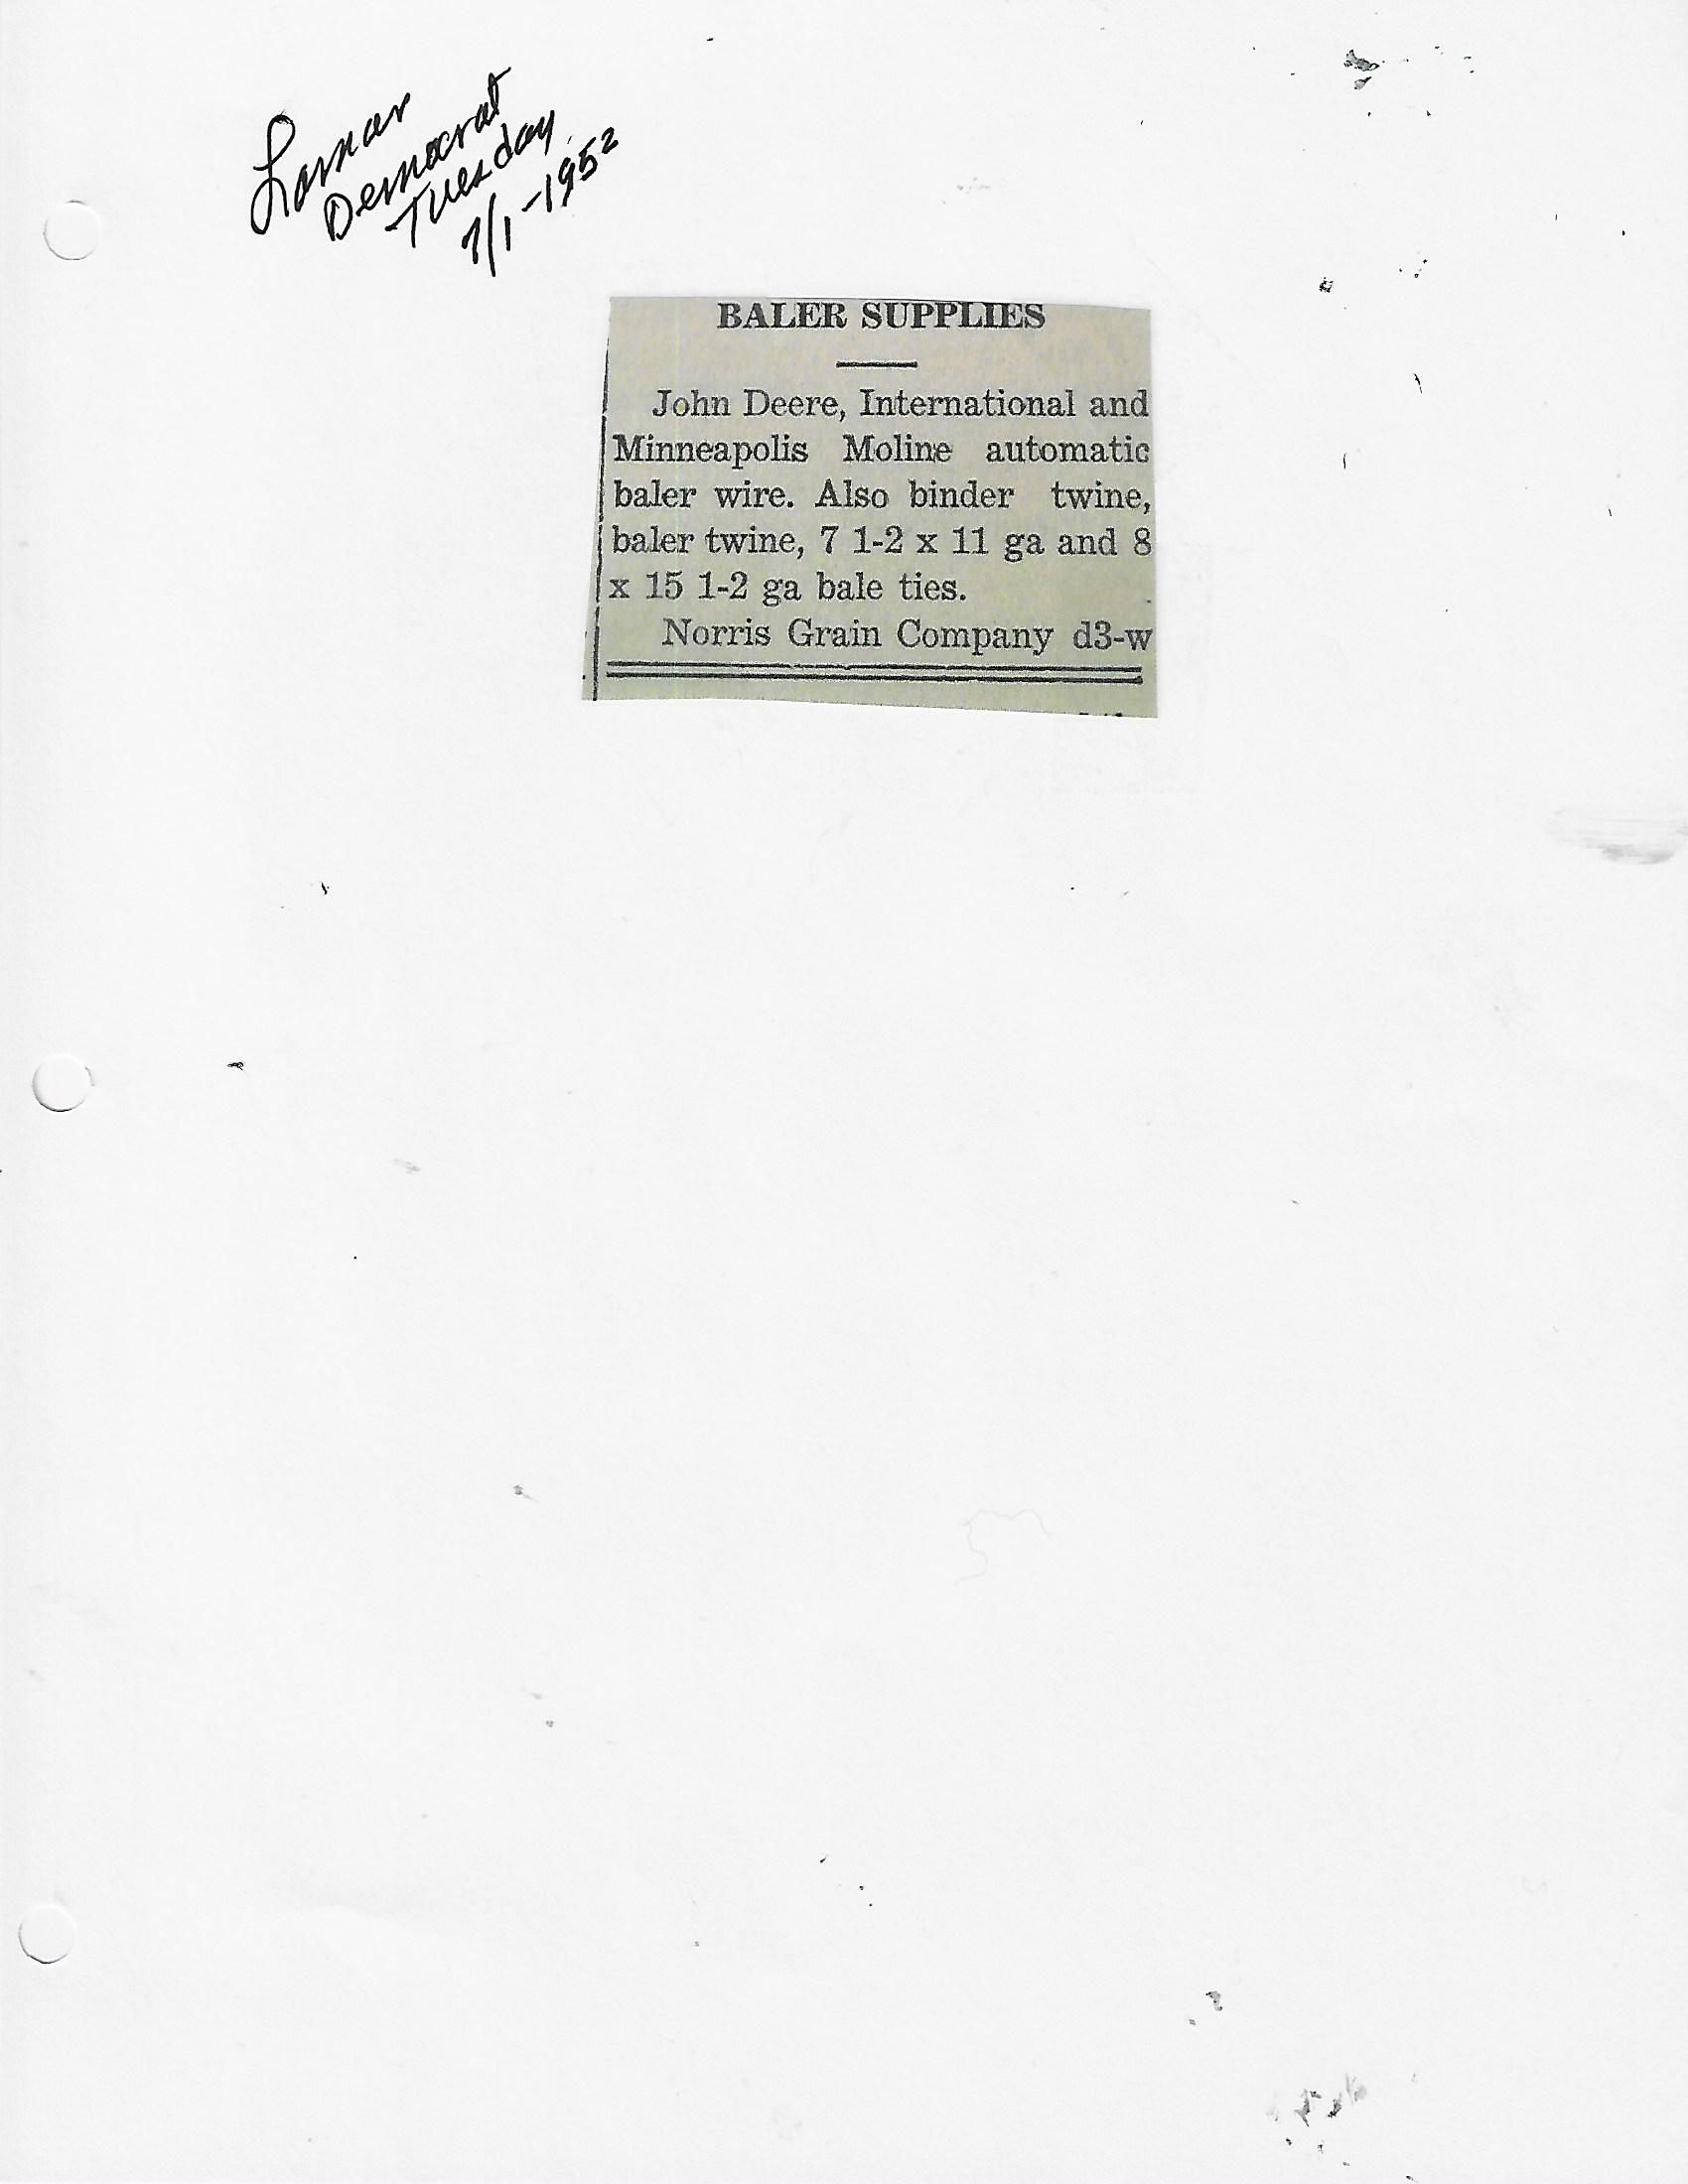 Lamar
Democrat
Tuesday
7/1-1952
BALER SUPPLIES
John Deere, International and
Minneapolis Moline automatic
baler wire. Also binder twine,
baler twine, 7 1-2 x 11 ga and 8
x 15 1-2 ga bale ties.
Norris Grain Company d3-w